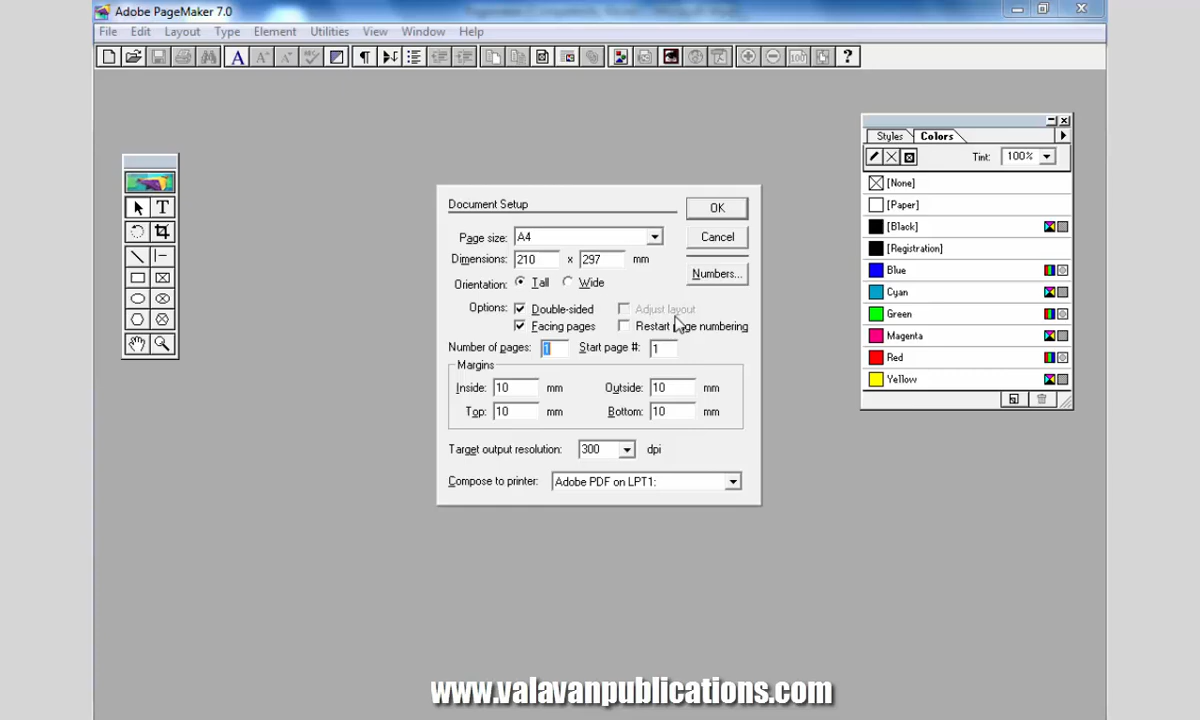 Adobe PageMaker 7.0
File Edit Layout Type Element Utilities View Window Help
Styles Colors
Tint: 100%
[None]
[Paper]
[Black]
[Registration]
Blue
Cyan
Green
Magenta
Red
Yellow
Document Setup
OK
Page size: A4
Cancel
Dimensions: 210 x 297 mm
Numbers...
Orientation: Tall Wide
Options: Double-sided Adjust layout
Facing pages Restart page numbering
Number of pages: 1 Start page #: 1
Margins
Inside: 10 mm Outside: 10 mm
Top: 10 mm Bottom: 10 mm
Target output resolution: 300 dpi
Compose to printer: Adobe PDF on LPT1:
www.valavanpublications.com